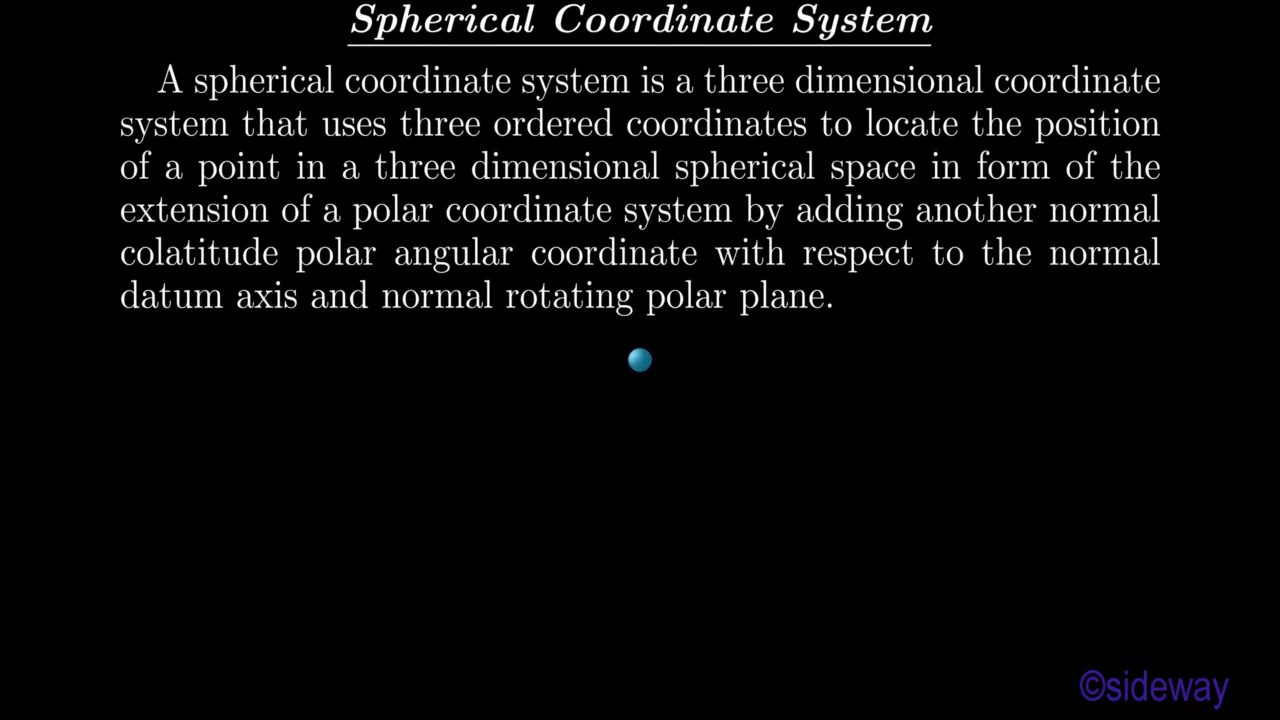 Spherical Coordinate System
A spherical coordinate system is a three dimensional coordinate
system that uses three ordered coordinates to locate the position
of a point in a three dimensional spherical space in form of the
extension of a polar coordinate system by adding another normal
colatitude polar angular coordinate with respect to the normal
datum axis and normal rotating polar plane.
©sideway